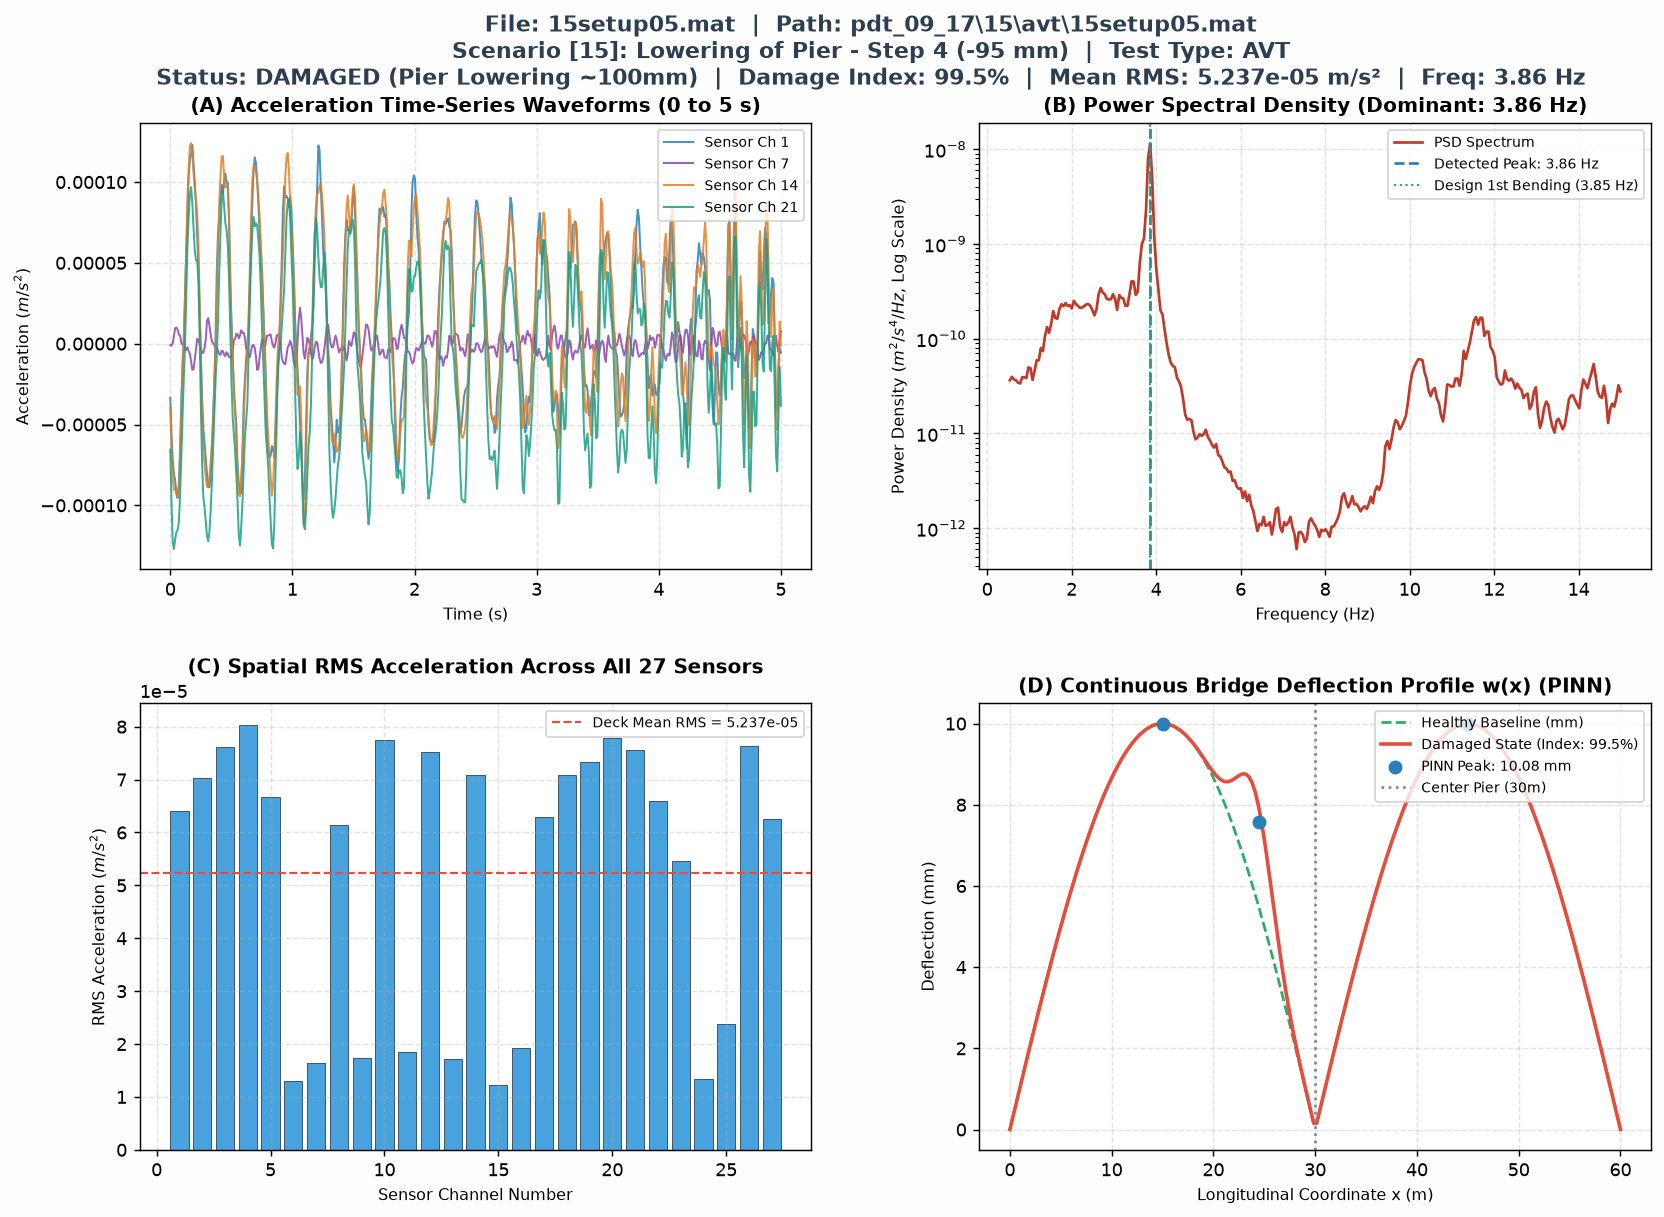 File: 15setup05.mat | Path: pdt_09_17\15\avt\15setup05.mat
Scenario [15]: Lowering of Pier - Step 4 (-95 mm) | Test Type: AVT
Status: DAMAGED (Pier Lowering ~100mm) | Damage Index: 99.5% | Mean RMS: 5.237e-05 m/s² | Freq: 3.86 Hz
(A) Acceleration Time-Series Waveforms (0 to 5 s)
Sensor Ch 1
Sensor Ch 7
Sensor Ch 14
Sensor Ch 21
0.00010
0.00005
0.00000
−0.00005
−0.00010
Acceleration (m/s²)
0 1 2 3 4 5
Time (s)
(B) Power Spectral Density (Dominant: 3.86 Hz)
PSD Spectrum
Detected Peak: 3.86 Hz
Design 1st Bending (3.85 Hz)
10⁻⁸
10⁻⁹
10⁻¹⁰
10⁻¹¹
10⁻¹²
Power Density (m²/s⁴/Hz, Log Scale)
0 2 4 6 8 10 12 14
Frequency (Hz)
(C) Spatial RMS Acceleration Across All 27 Sensors
1e−5
Deck Mean RMS = 5.237e-05
8
7
6
5
4
3
2
1
0
RMS Acceleration (m/s²)
0 5 10 15 20 25
Sensor Channel Number
(D) Continuous Bridge Deflection Profile w(x) (PINN)
Healthy Baseline (mm)
Damaged State (Index: 99.5%)
PINN Peak: 10.08 mm
Center Pier (30m)
10
8
6
4
2
0
Deflection (mm)
0 10 20 30 40 50 60
Longitudinal Coordinate x (m)